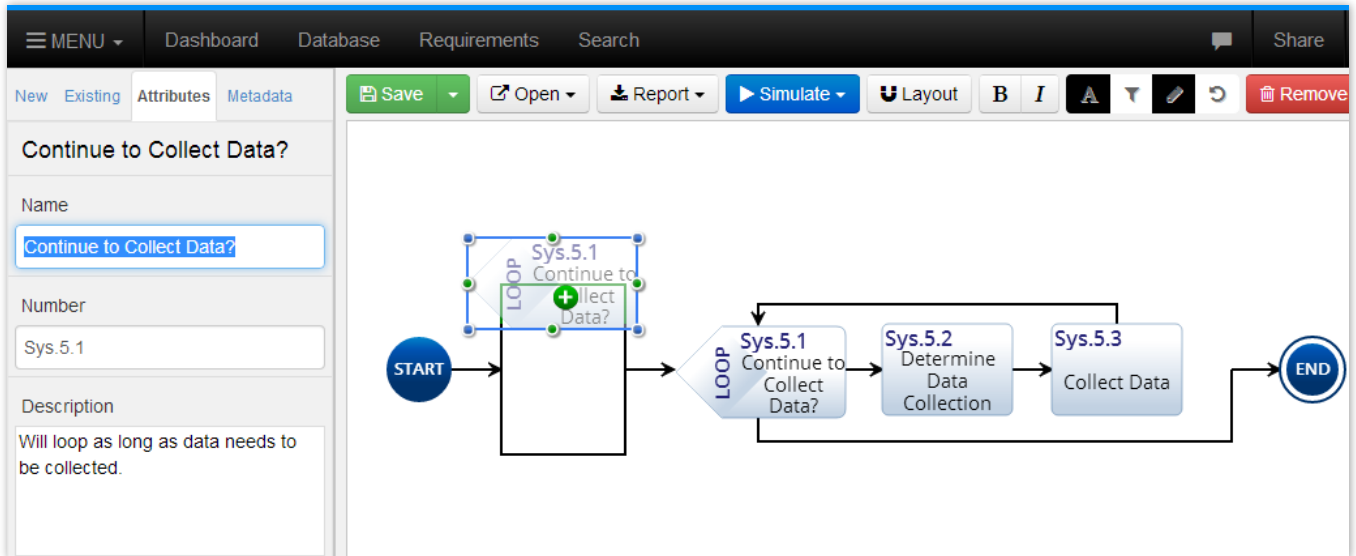 MENU Dashboard Database Requirements Search Share
New Existing Attributes Metadata
Save Open Report Simulate Layout B I A Remove
Continue to Collect Data?
Name
Continue to Collect Data?
Number
Sys.5.1
Description
Will loop as long as data needs to
be collected.
LOOP
Sys.5.1
Continue to
Collect
Data?
START
LOOP
Sys.5.1
Continue to
Collect
Data?
Sys.5.2
Determine
Data
Collection
Sys.5.3
Collect Data
END